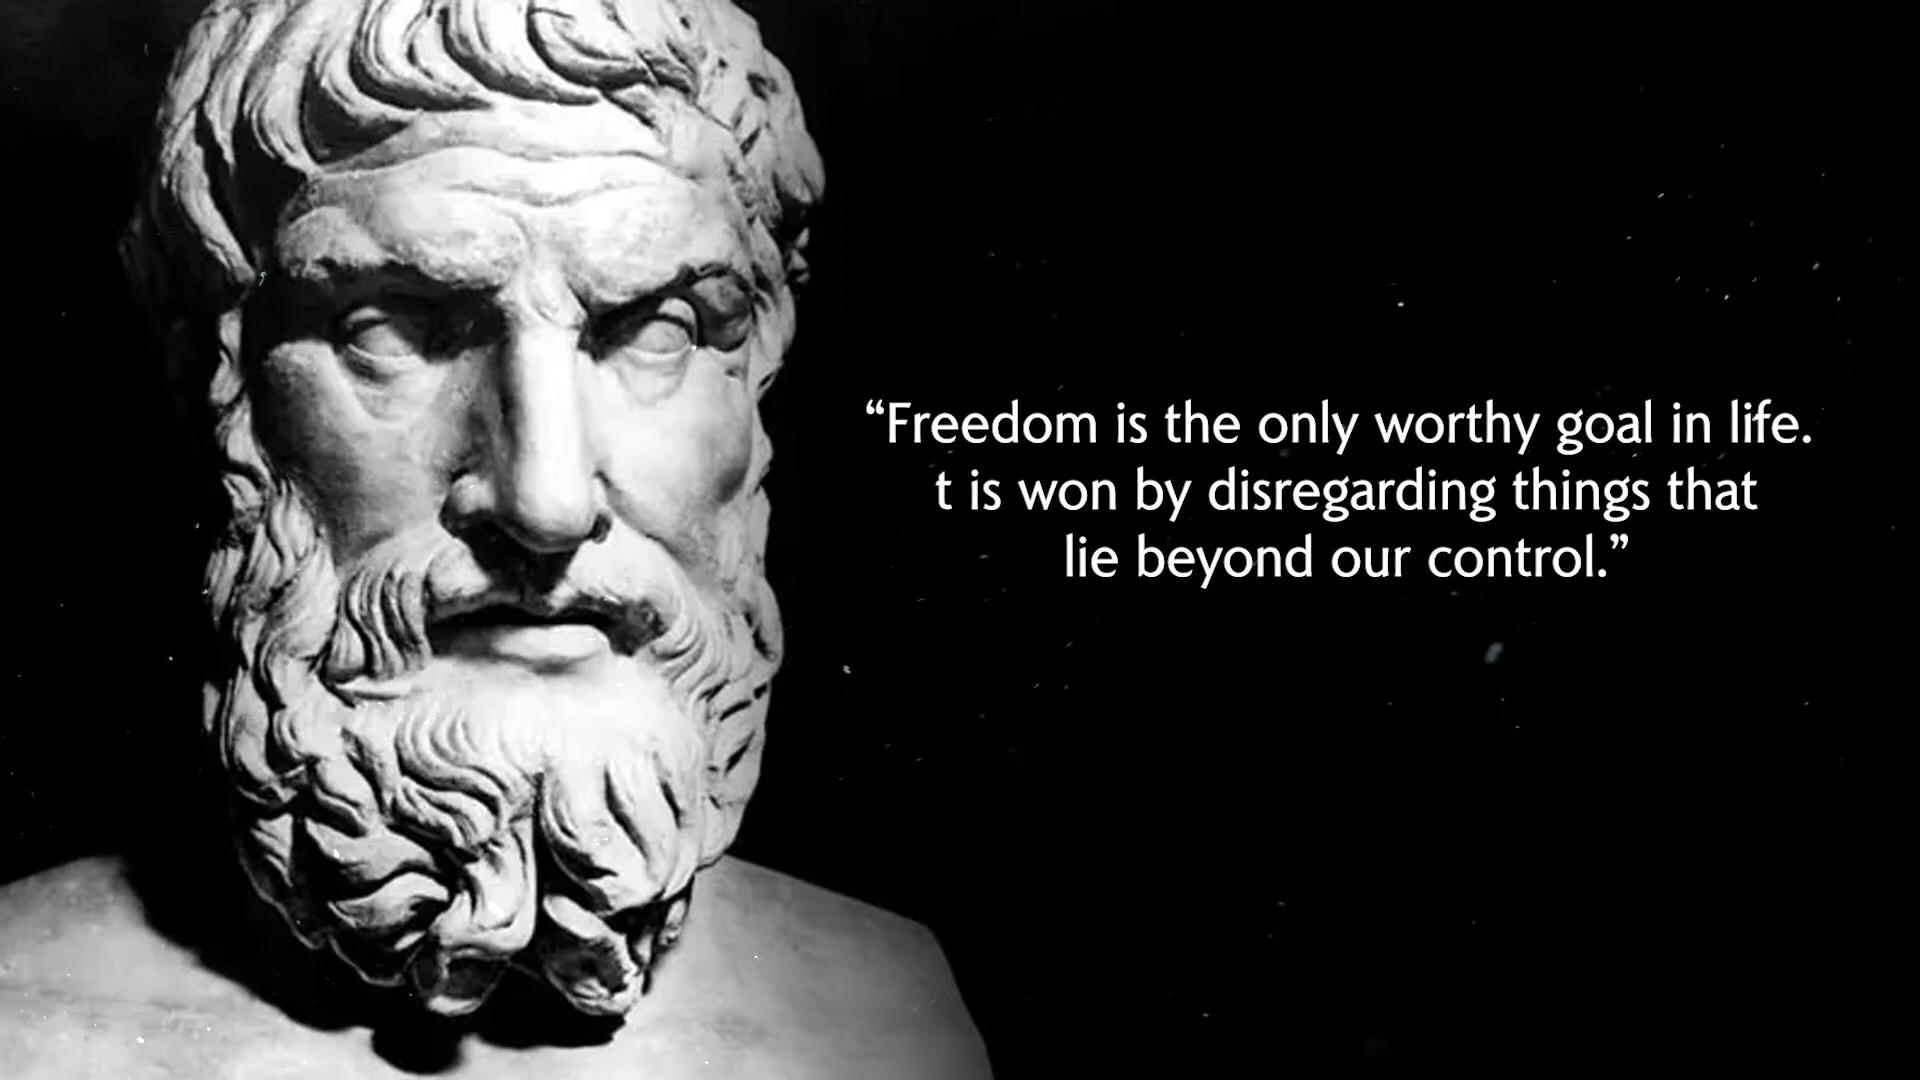 “Freedom is the only worthy goal in life.
t is won by disregarding things that
lie beyond our control.”